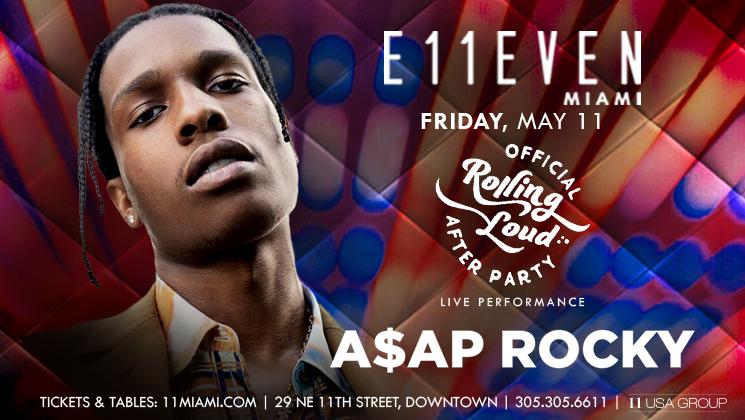 E11EVEN
MIAMI
FRIDAY, MAY 11
OFFICIAL
Rolling
Loud
AFTER PARTY
LIVE PERFORMANCE
A$AP ROCKY
TICKETS & TABLES: 11MIAMI.COM | 29 NE 11TH STREET, DOWNTOWN | 305.305.6611 | 11 USA GROUP